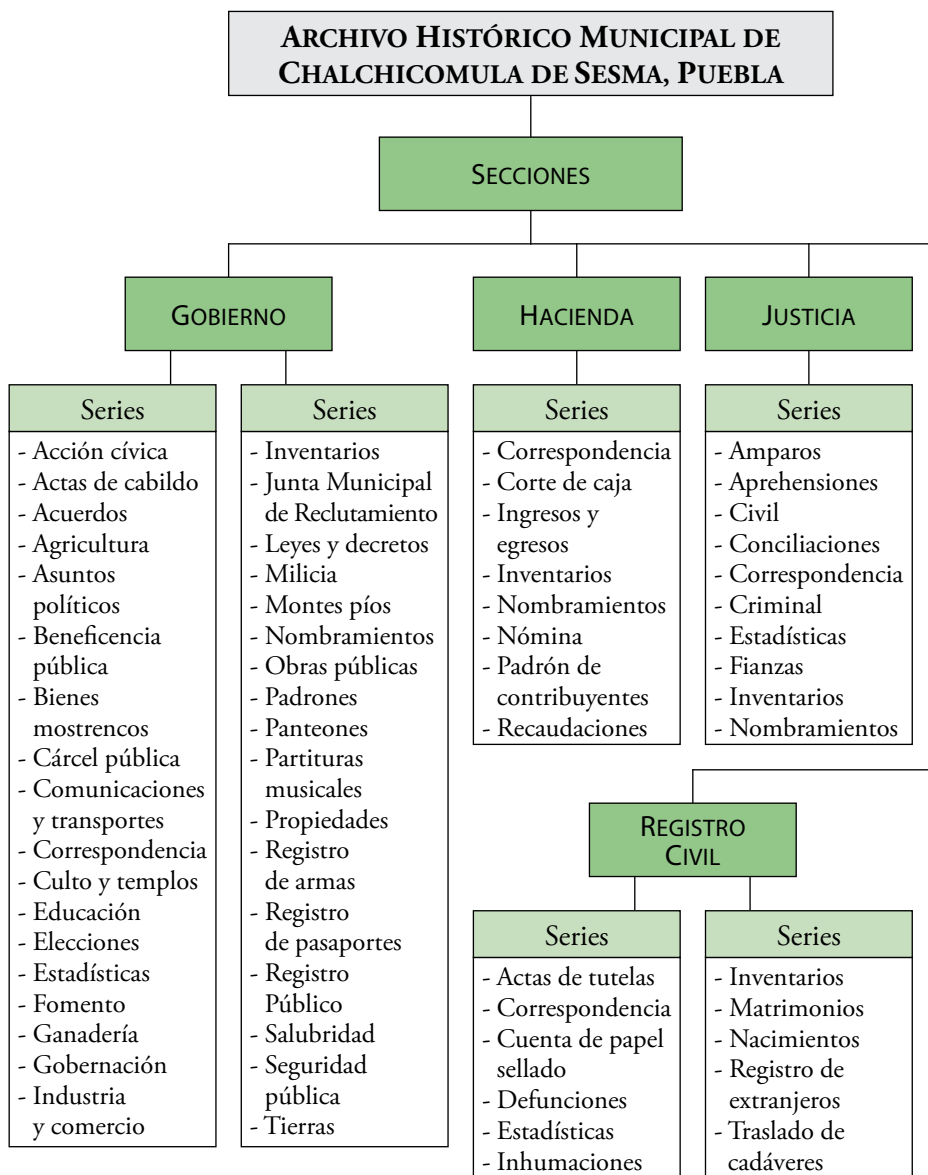 ARCHIVO HISTÓRICO MUNICIPAL DE
CHALCHICOMULA DE SESMA, PUEBLA
SECCIONES
GOBIERNO
Series
- Acción cívica
- Actas de cabildo
- Acuerdos
- Agricultura
- Asuntos
políticos
- Beneficencia
pública
- Bienes
mostrencos
- Cárcel pública
- Comunicaciones
y transportes
- Correspondencia
- Culto y templos
- Educación
- Elecciones
- Estadísticas
- Fomento
- Ganadería
- Gobernación
- Industria
y comercio
Series
- Inventarios
- Junta Municipal
de Reclutamiento
- Leyes y decretos
- Milicia
- Montes píos
- Nombramientos
- Obras públicas
- Padrones
- Panteones
- Partituras
musicales
- Propiedades
- Registro
de armas
- Registro
de pasaportes
- Registro
Público
- Salubridad
- Seguridad
pública
- Tierras
HACIENDA
Series
- Correspondencia
- Corte de caja
- Ingresos y
egresos
- Inventarios
- Nombramientos
- Nómina
- Padrón de
contribuyentes
- Recaudaciones
JUSTICIA
Series
- Amparos
- Aprehensiones
- Civil
- Conciliaciones
- Correspondencia
- Criminal
- Estadísticas
- Fianzas
- Inventarios
- Nombramientos
REGISTRO
CIVIL
Series
- Actas de tutelas
- Correspondencia
- Cuenta de papel
sellado
- Defunciones
- Estadísticas
- Inhumaciones
Series
- Inventarios
- Matrimonios
- Nacimientos
- Registro de
extranjeros
- Traslado de
cadáveres